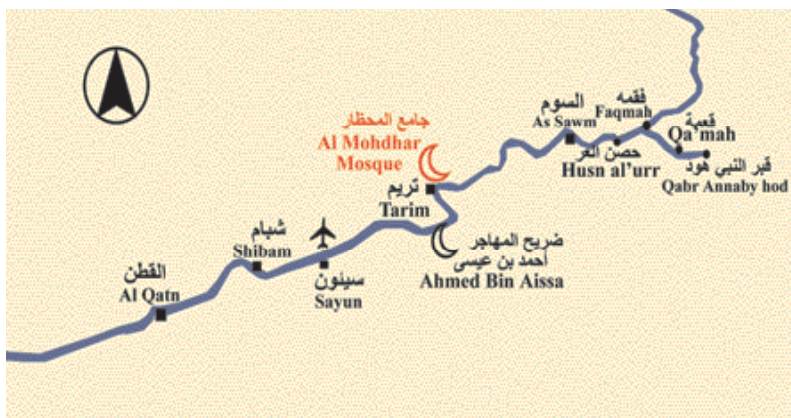 جامع المحظار
Al Mohdhar
Mosque
تريم
Tarim
السوم
As Sawm
فقمه
Faqmah
حصن العر
Husn al'urr
قعمة
Qa'mah
قبر النبي هود
Qabr Annaby hod
ضريح المهاجر
أحمد بن عيسى
Ahmed Bin Aissa
شبام
Shibam
سيئون
Sayun
القطن
Al Qatn